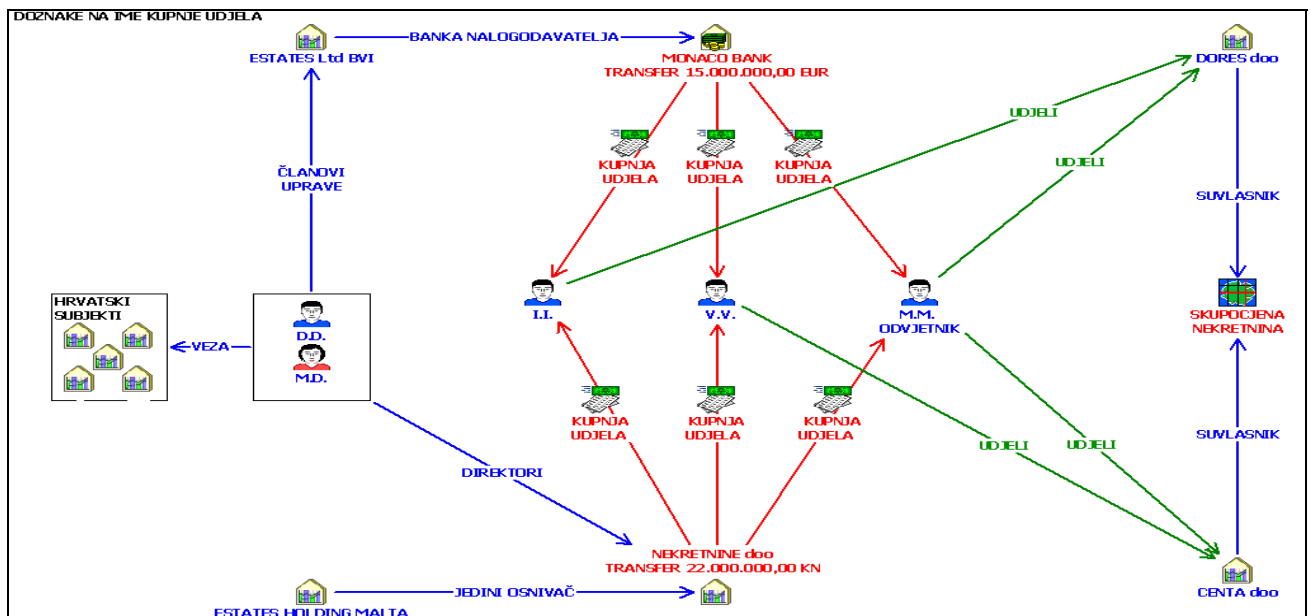 DOZNAKE NA IME KUPNJE UDJELA
BANKA NALOGODAVATELJA
ESTATES Ltd BVI
MONACO BANK
TRANSFER 15.000.000,00 EUR
DORES doo
UDJELI
UDJELI
KUPNJA
UDJELA
KUPNJA
UDJELA
KUPNJA
UDJELA
ČLANOVI
UPRAVE
SUVLASNIK
HRVATSKI
SUBJEKTI
VEZA
D.D.
M.D.
I.I.
V.V.
M.M.
ODVJETNIK
SKUPOCJENA
NEKRETNINA
KUPNJA
UDJELA
KUPNJA
UDJELA
KUPNJA
UDJELA
UDJELI
UDJELI
SUVLASNIK
DIREKTORI
NEKRETNINE doo
TRANSFER 22.000.000,00 KN
JEDINI OSNIVAČ
CENTA doo
ESTATES HOLDING MALTA